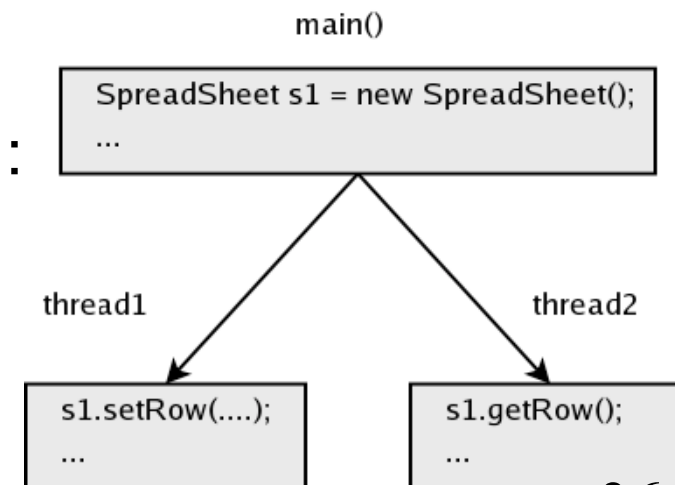 main()
SpreadSheet s1 = new SpreadSheet();
...
:
thread1
thread2
s1.setRow(....);
...
s1.getRow();
...